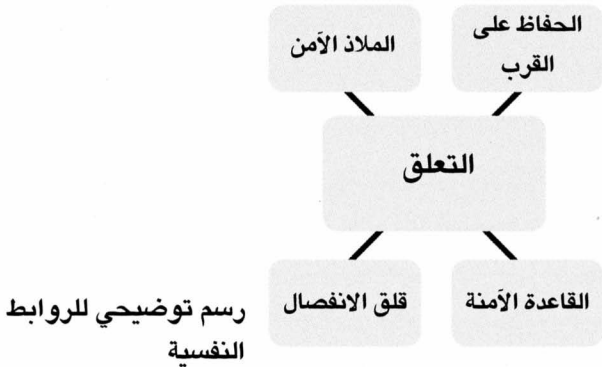 الحفاظ على
القرب
الملاذ الآمن
التعلق
القاعدة الآمنة
قلق الانفصال
رسم توضيحي للروابط
النفسية